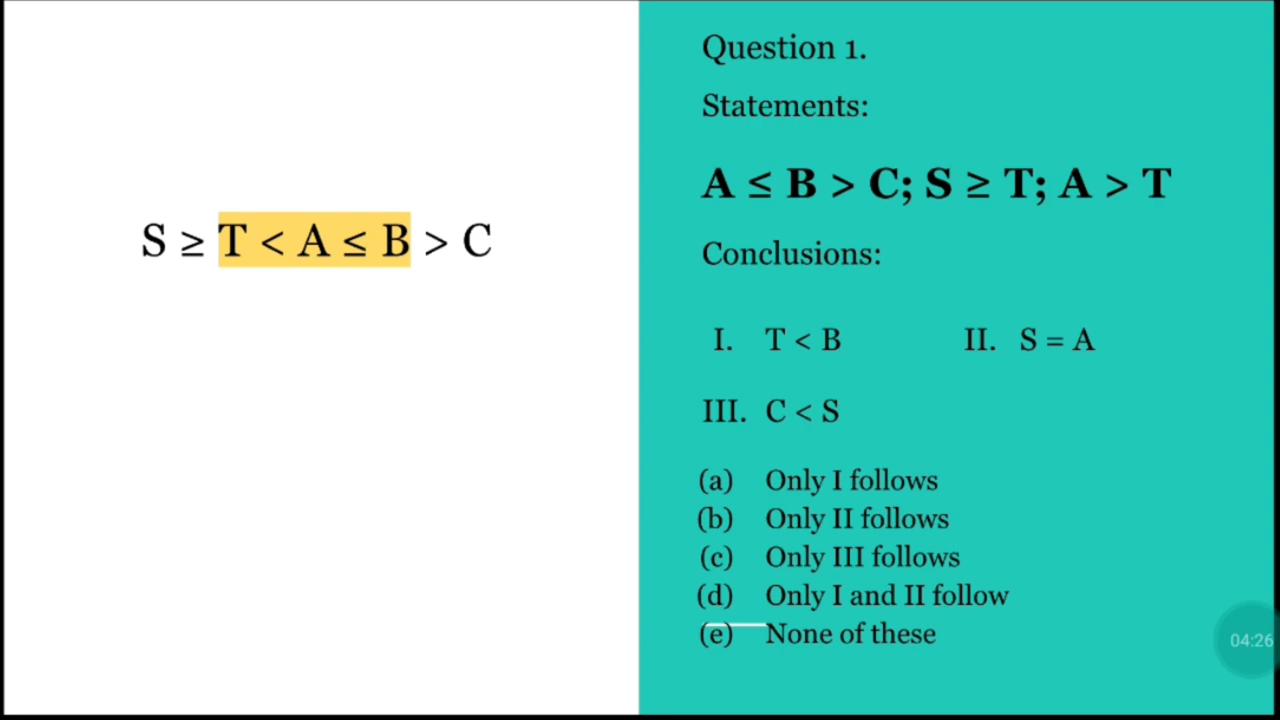 S ≥ T < A ≤ B > C
Question 1.
Statements:
A ≤ B > C; S ≥ T; A > T
Conclusions:
I. T < B II. S = A
III. C < S
(a) Only I follows
(b) Only II follows
(c) Only III follows
(d) Only I and II follow
(e) None of these
04:26